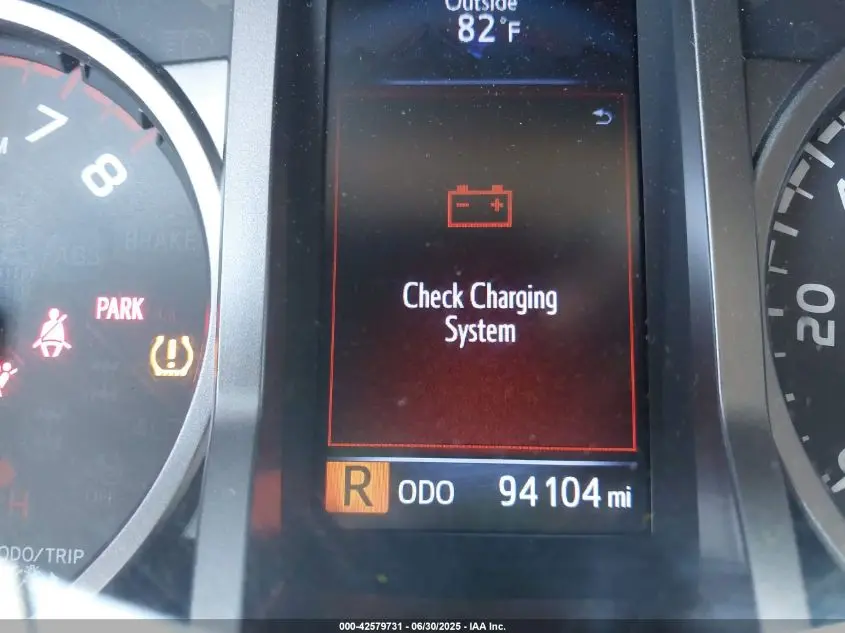 Outside
82°F
7
8
BRAKE
PARK
Check Charging
System
20
R ODO 94104 mi
H
ODO/TRIP
000-42579731 - 06/30/2025 - IAA Inc.